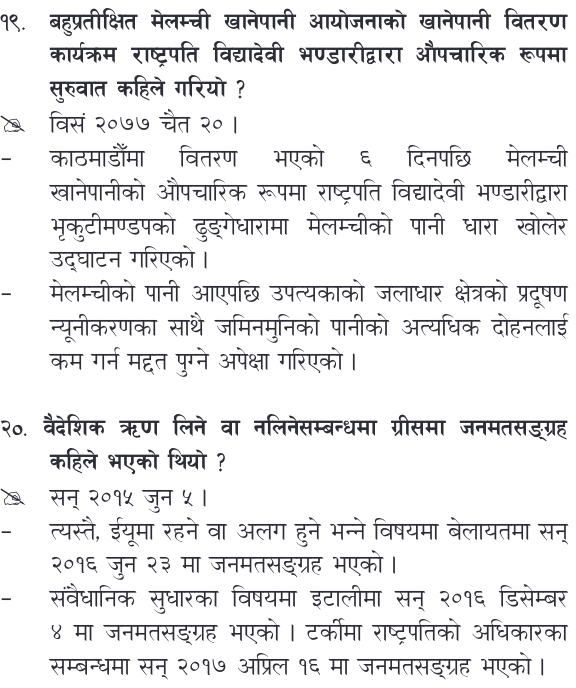 १९. बहुप्रतीक्षित मेलम्ची खानेपानी आयोजनाको खानेपानी वितरण
कार्यक्रम राष्ट्रपति विद्यादेवी भण्डारीद्वारा औपचारिक रूपमा
सुरुवात कहिले गरियो ?
विसं २०७७ चैत २० ।
– काठमाडौँमा वितरण भएको ६ दिनपछि मेलम्ची
खानेपानीको औपचारिक रूपमा राष्ट्रपति विद्यादेवी भण्डारीद्वारा
भृकुटीमण्डपको ढुङ्गेधारामा मेलम्चीको पानी धारा खोलेर
उद्घाटन गरिएको ।
– मेलम्चीको पानी आएपछि उपत्यकाको जलाधार क्षेत्रको प्रदूषण
न्यूनीकरणका साथै जमिनमुनिको पानीको अत्यधिक दोहनलाई
कम गर्न मद्दत पुग्ने अपेक्षा गरिएको ।
२०. वैदेशिक ऋण लिने वा नलिनेसम्बन्धमा ग्रीसमा जनमतसङ्ग्रह
कहिले भएको थियो ?
सन् २०१५ जुन ५ ।
– त्यस्तै, ईयूमा रहने वा अलग हुने भन्ने विषयमा बेलायतमा सन्
२०१६ जुन २३ मा जनमतसङ्ग्रह भएको ।
– संवैधानिक सुधारका विषयमा इटालीमा सन् २०१६ डिसेम्बर
४ मा जनमतसङ्ग्रह भएको । टर्कीमा राष्ट्रपतिको अधिकारका
सम्बन्धमा सन् २०१७ अप्रिल १६ मा जनमतसङ्ग्रह भएको ।